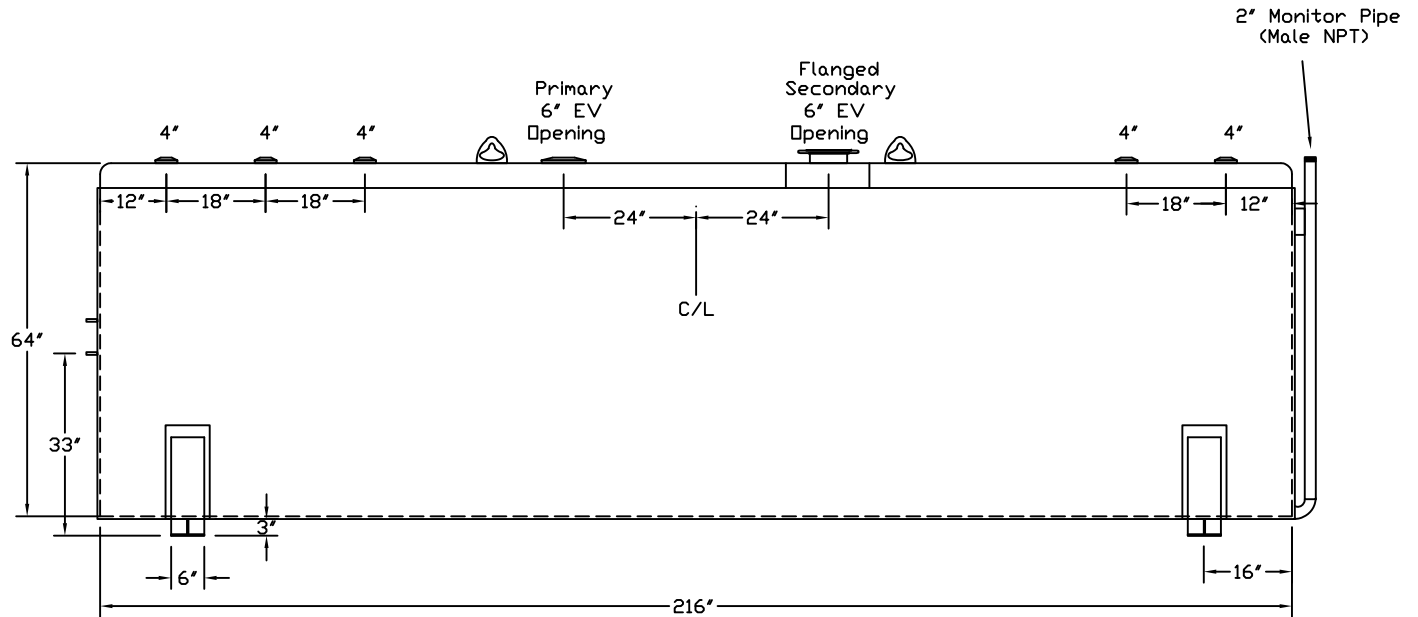 2" Monitor Pipe
(Male NPT)
Flanged
Secondary
6" EV
Opening
Primary
6" EV
Opening
4"
4"
4"
4"
4"
12"
18"
18"
24"
24"
18"
12"
C/L
64"
33"
3"
6"
16"
216"